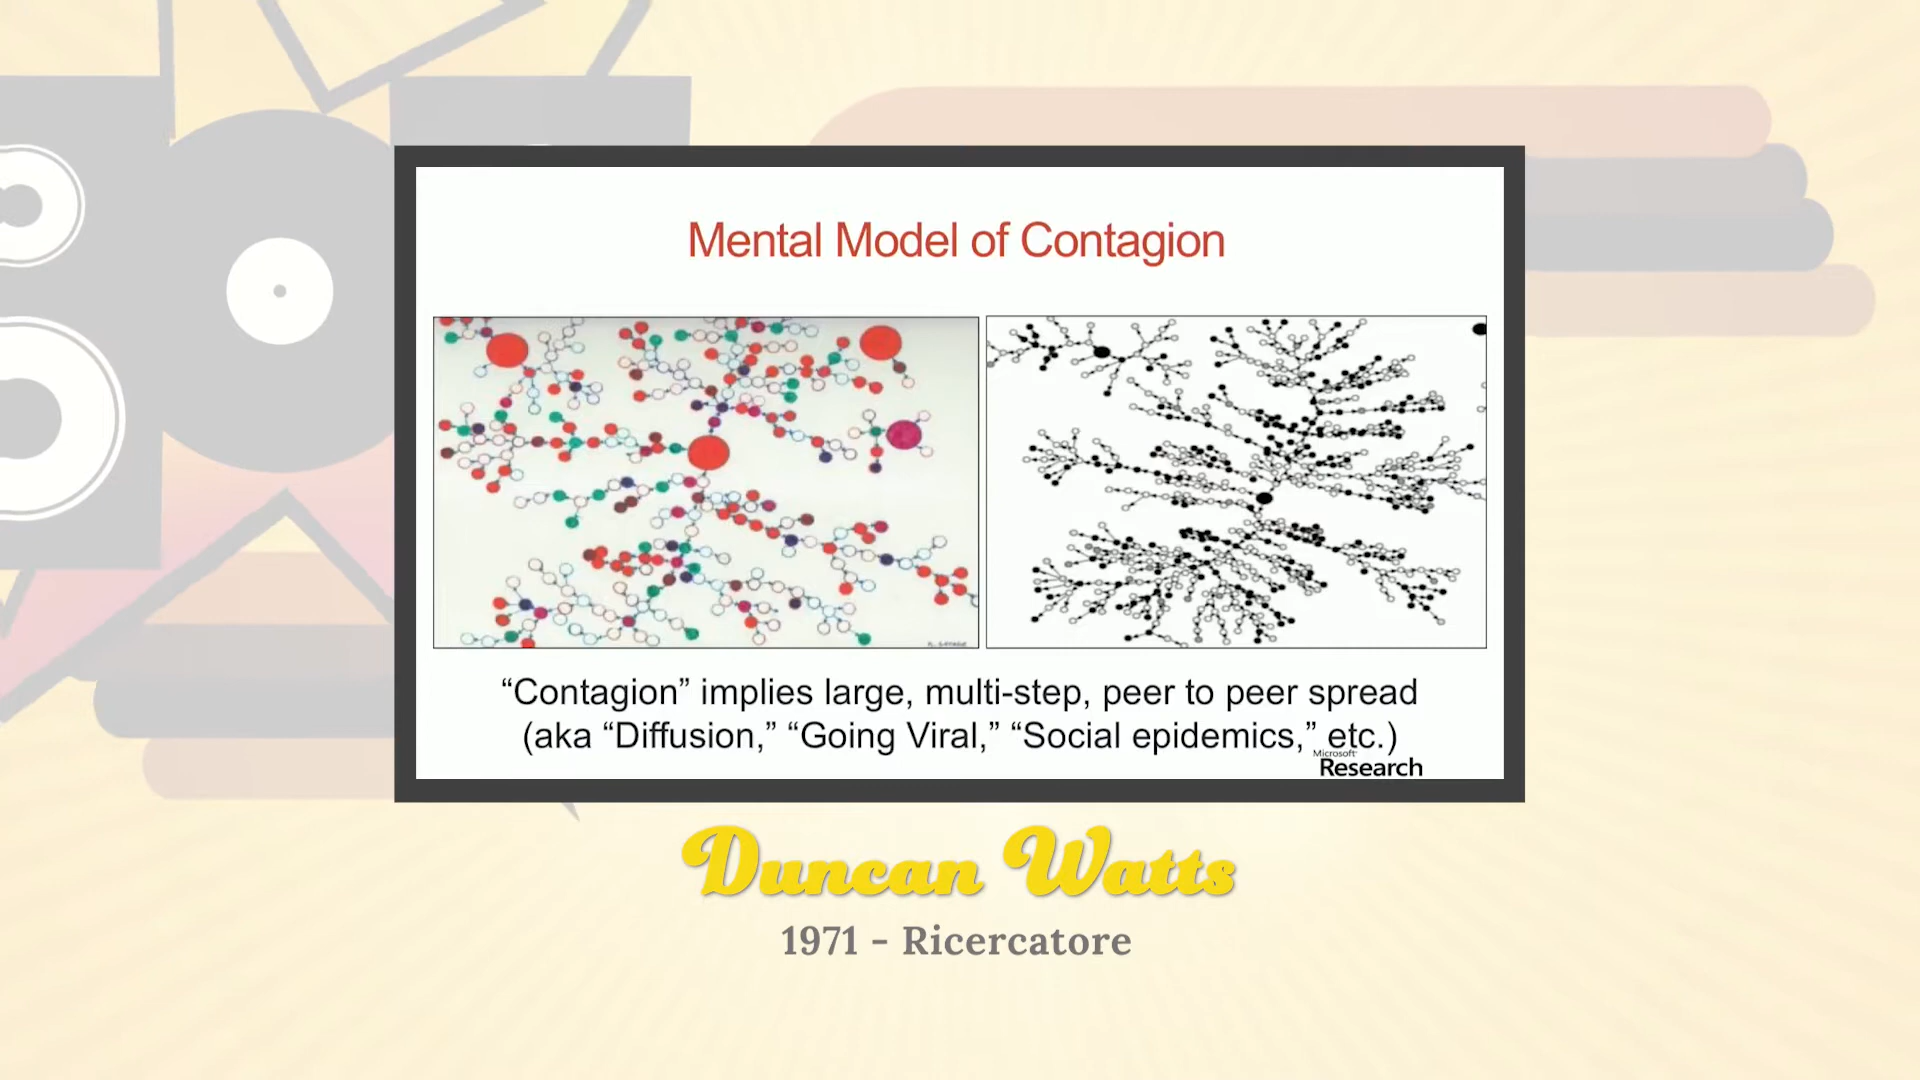 Mental Model of Contagion
“Contagion” implies large, multi-step, peer to peer spread
(aka “Diffusion,” “Going Viral,” “Social epidemics,” etc.)
Microsoft
Research
Duncan Watts
1971 - Ricercatore